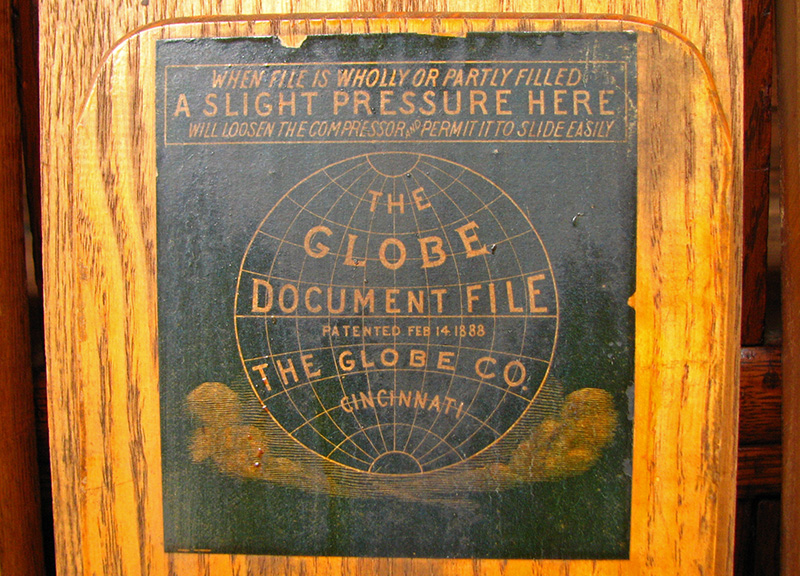 WHEN FILE IS WHOLLY OR PARTLY FILLED
A SLIGHT PRESSURE HERE
WILL LOOSEN THE COMPRESSOR AND PERMIT IT TO SLIDE EASILY
THE
GLOBE
DOCUMENT FILE
PATENTED FEB 14 1888
THE GLOBE CO.
CINCINNATI